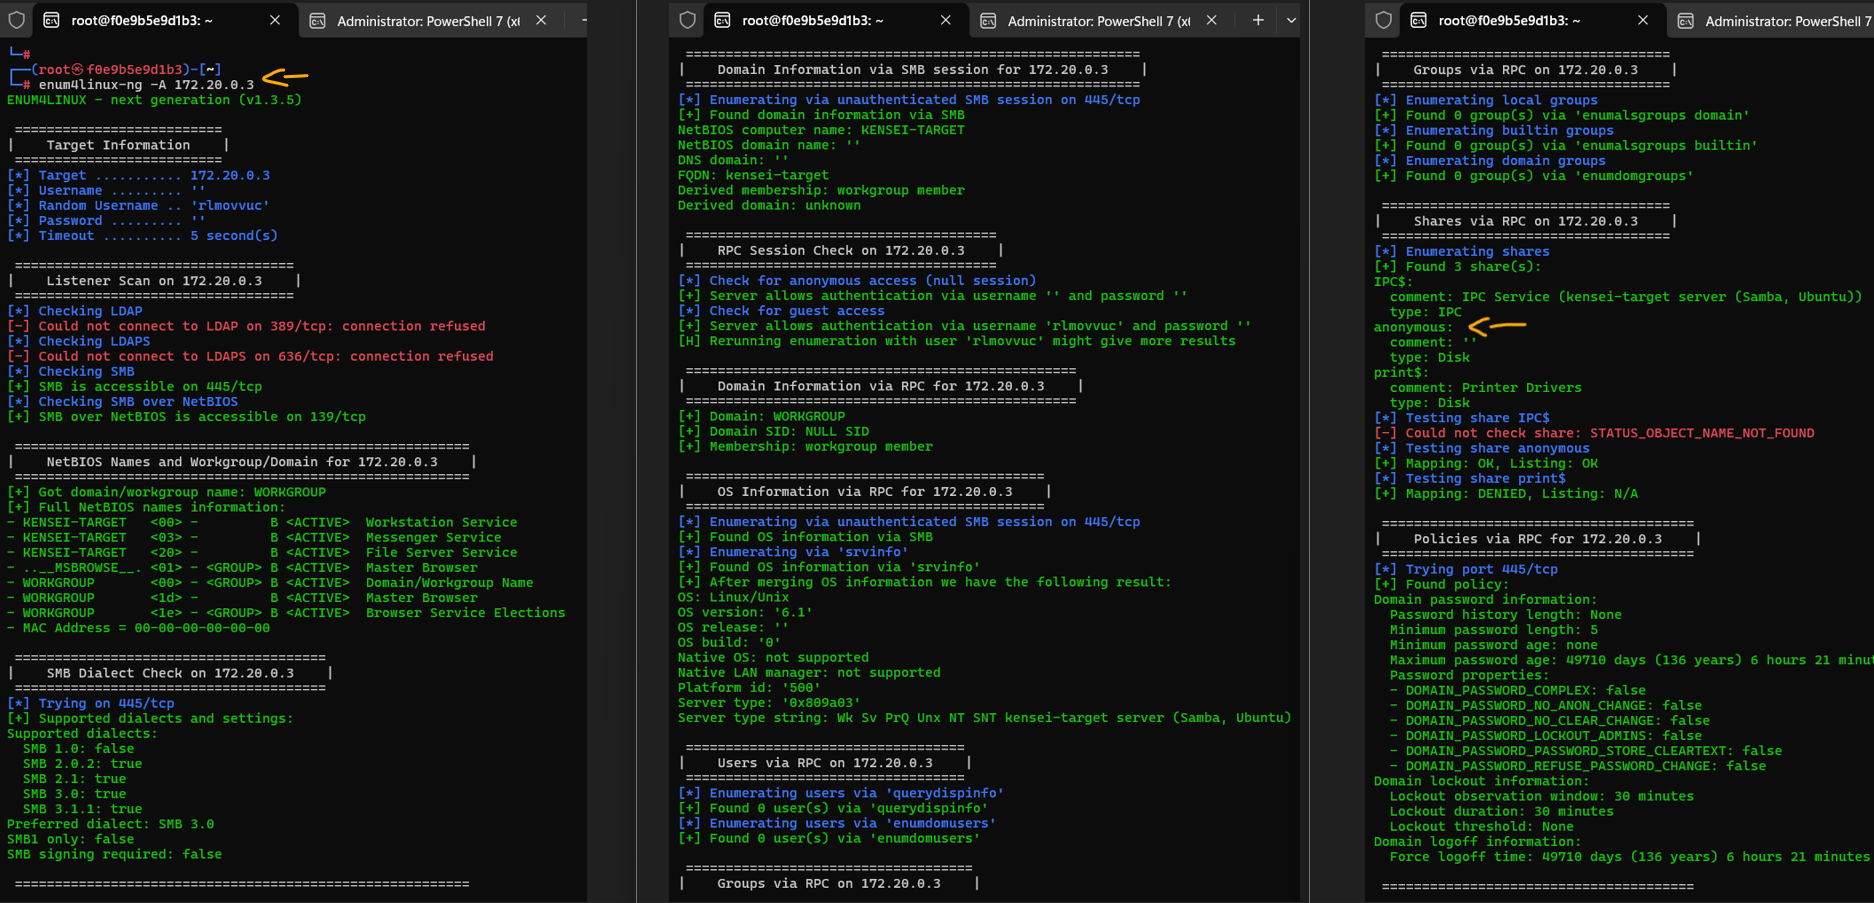 root@f0e9b5e9d1b3: ~
Administrator: PowerShell 7 (x
└─#
┌──(root㉿f0e9b5e9d1b3)-[~]
└─# enum4linux-ng -A 172.20.0.3
ENUM4LINUX - next generation (v1.3.5)
==========================
|    Target Information    |
==========================
[*] Target ........... 172.20.0.3
[*] Username ......... ''
[*] Random Username .. 'rlmovvuc'
[*] Password ......... ''
[*] Timeout .......... 5 second(s)
===================================
|    Listener Scan on 172.20.0.3    |
===================================
[*] Checking LDAP
[-] Could not connect to LDAP on 389/tcp: connection refused
[*] Checking LDAPS
[-] Could not connect to LDAPS on 636/tcp: connection refused
[*] Checking SMB
[+] SMB is accessible on 445/tcp
[*] Checking SMB over NetBIOS
[+] SMB over NetBIOS is accessible on 139/tcp
=========================================================
|    NetBIOS Names and Workgroup/Domain for 172.20.0.3    |
=========================================================
[+] Got domain/workgroup name: WORKGROUP
[+] Full NetBIOS names information:
- KENSEI-TARGET   <00> -         B <ACTIVE>  Workstation Service
- KENSEI-TARGET   <03> -         B <ACTIVE>  Messenger Service
- KENSEI-TARGET   <20> -         B <ACTIVE>  File Server Service
- ..__MSBROWSE__. <01> - <GROUP> B <ACTIVE>  Master Browser
- WORKGROUP       <00> - <GROUP> B <ACTIVE>  Domain/Workgroup Name
- WORKGROUP       <1d> -         B <ACTIVE>  Master Browser
- WORKGROUP       <1e> - <GROUP> B <ACTIVE>  Browser Service Elections
- MAC Address = 00-00-00-00-00-00
=======================================
|    SMB Dialect Check on 172.20.0.3    |
=======================================
[*] Trying on 445/tcp
[+] Supported dialects and settings:
Supported dialects:
SMB 1.0: false
SMB 2.0.2: true
SMB 2.1: true
SMB 3.0: true
SMB 3.1.1: true
Preferred dialect: SMB 3.0
SMB1 only: false
SMB signing required: false
=========================================================
root@f0e9b5e9d1b3: ~
Administrator: PowerShell 7 (x
=========================================================
|    Domain Information via SMB session for 172.20.0.3    |
=========================================================
[*] Enumerating via unauthenticated SMB session on 445/tcp
[+] Found domain information via SMB
NetBIOS computer name: KENSEI-TARGET
NetBIOS domain name: ''
DNS domain: ''
FQDN: kensei-target
Derived membership: workgroup member
Derived domain: unknown
=======================================
|    RPC Session Check on 172.20.0.3    |
=======================================
[*] Check for anonymous access (null session)
[+] Server allows authentication via username '' and password ''
[*] Check for guest access
[+] Server allows authentication via username 'rlmovvuc' and password ''
[H] Rerunning enumeration with user 'rlmovvuc' might give more results
=================================================
|    Domain Information via RPC for 172.20.0.3    |
=================================================
[+] Domain: WORKGROUP
[+] Domain SID: NULL SID
[+] Membership: workgroup member
=============================================
|    OS Information via RPC for 172.20.0.3    |
=============================================
[*] Enumerating via unauthenticated SMB session on 445/tcp
[+] Found OS information via SMB
[*] Enumerating via 'srvinfo'
[+] Found OS information via 'srvinfo'
[+] After merging OS information we have the following result:
OS: Linux/Unix
OS version: '6.1'
OS release: ''
OS build: '0'
Native OS: not supported
Native LAN manager: not supported
Platform id: '500'
Server type: '0x809a03'
Server type string: Wk Sv PrQ Unx NT SNT kensei-target server (Samba, Ubuntu)
===================================
|    Users via RPC on 172.20.0.3    |
===================================
[*] Enumerating users via 'querydispinfo'
[+] Found 0 user(s) via 'querydispinfo'
[*] Enumerating users via 'enumdomusers'
[+] Found 0 user(s) via 'enumdomusers'
====================================
|    Groups via RPC on 172.20.0.3    |
root@f0e9b5e9d1b3: ~
Administrator: PowerShell 7
====================================
|    Groups via RPC on 172.20.0.3    |
====================================
[*] Enumerating local groups
[+] Found 0 group(s) via 'enumalsgroups domain'
[*] Enumerating builtin groups
[+] Found 0 group(s) via 'enumalsgroups builtin'
[*] Enumerating domain groups
[+] Found 0 group(s) via 'enumdomgroups'
====================================
|    Shares via RPC on 172.20.0.3    |
====================================
[*] Enumerating shares
[+] Found 3 share(s):
IPC$:
comment: IPC Service (kensei-target server (Samba, Ubuntu))
type: IPC
anonymous:
comment: ''
type: Disk
print$:
comment: Printer Drivers
type: Disk
[*] Testing share IPC$
[-] Could not check share: STATUS_OBJECT_NAME_NOT_FOUND
[*] Testing share anonymous
[+] Mapping: OK, Listing: OK
[*] Testing share print$
[+] Mapping: DENIED, Listing: N/A
=======================================
|    Policies via RPC for 172.20.0.3    |
=======================================
[*] Trying port 445/tcp
[+] Found policy:
Domain password information:
Password history length: None
Minimum password length: 5
Minimum password age: none
Maximum password age: 49710 days (136 years) 6 hours 21 minut
Password properties:
- DOMAIN_PASSWORD_COMPLEX: false
- DOMAIN_PASSWORD_NO_ANON_CHANGE: false
- DOMAIN_PASSWORD_NO_CLEAR_CHANGE: false
- DOMAIN_PASSWORD_LOCKOUT_ADMINS: false
- DOMAIN_PASSWORD_PASSWORD_STORE_CLEARTEXT: false
- DOMAIN_PASSWORD_REFUSE_PASSWORD_CHANGE: false
Domain lockout information:
Lockout observation window: 30 minutes
Lockout duration: 30 minutes
Lockout threshold: None
Domain logoff information:
Force logoff time: 49710 days (136 years) 6 hours 21 minutes
=======================================